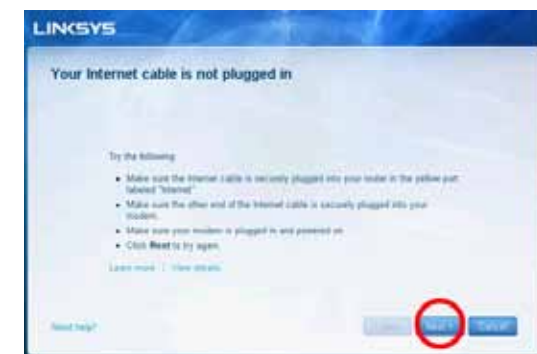 LINKSYS
Your Internet cable is not plugged in
Try the following:
Make sure the Internet cable is securely plugged into your router in the yellow port
labeled "Internet"
Make sure the other end of the Internet cable is securely plugged into your
modem.
Make sure your modem is plugged in and powered on
Click Next to try again.
Learn more | View details
Need help?
Next
Cancel